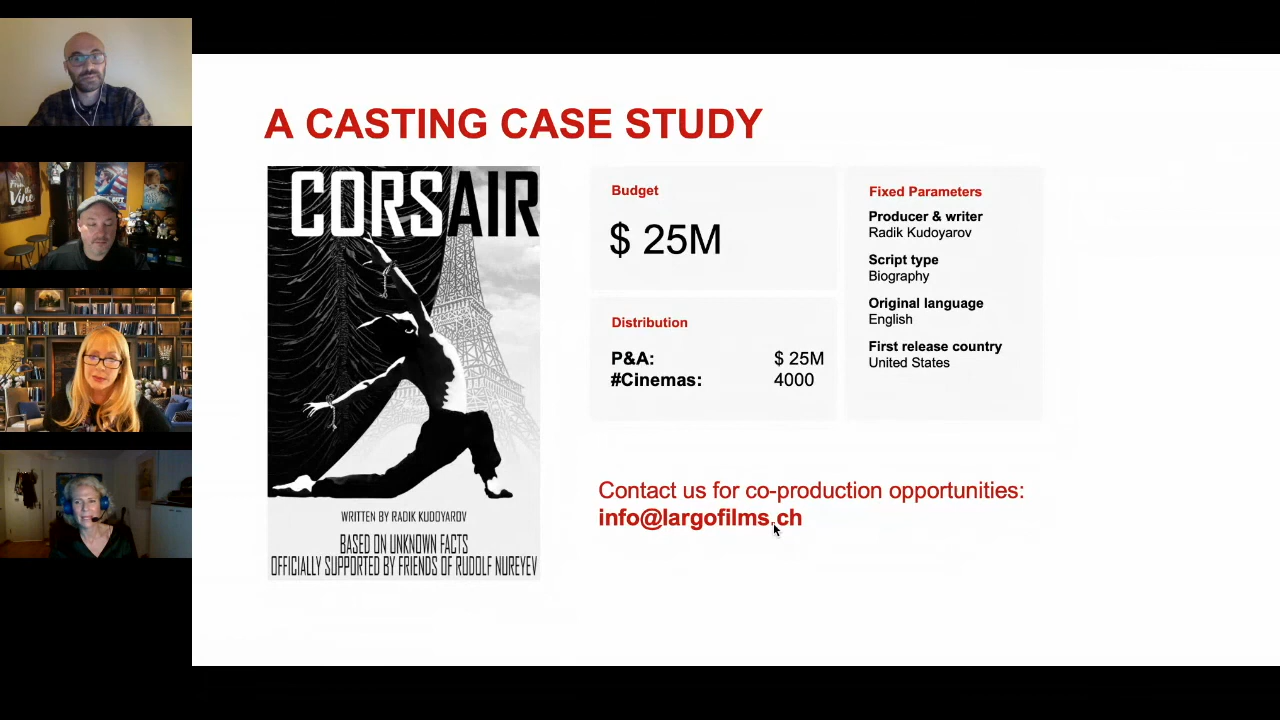 A CASTING CASE STUDY
CORSAIR
WRITTEN BY RADIK KUDOYAROV
BASED ON UNKNOWN FACTS
OFFICIALLY SUPPORTED BY FRIENDS OF RUDOLF NUREYEV
Budget
$ 25M
Distribution
P&A: $ 25M
#Cinemas: 4000
Fixed Parameters
Producer & writer
Radik Kudoyarov
Script type
Biography
Original language
English
First release country
United States
Contact us for co-production opportunities:
info@largofilms.ch